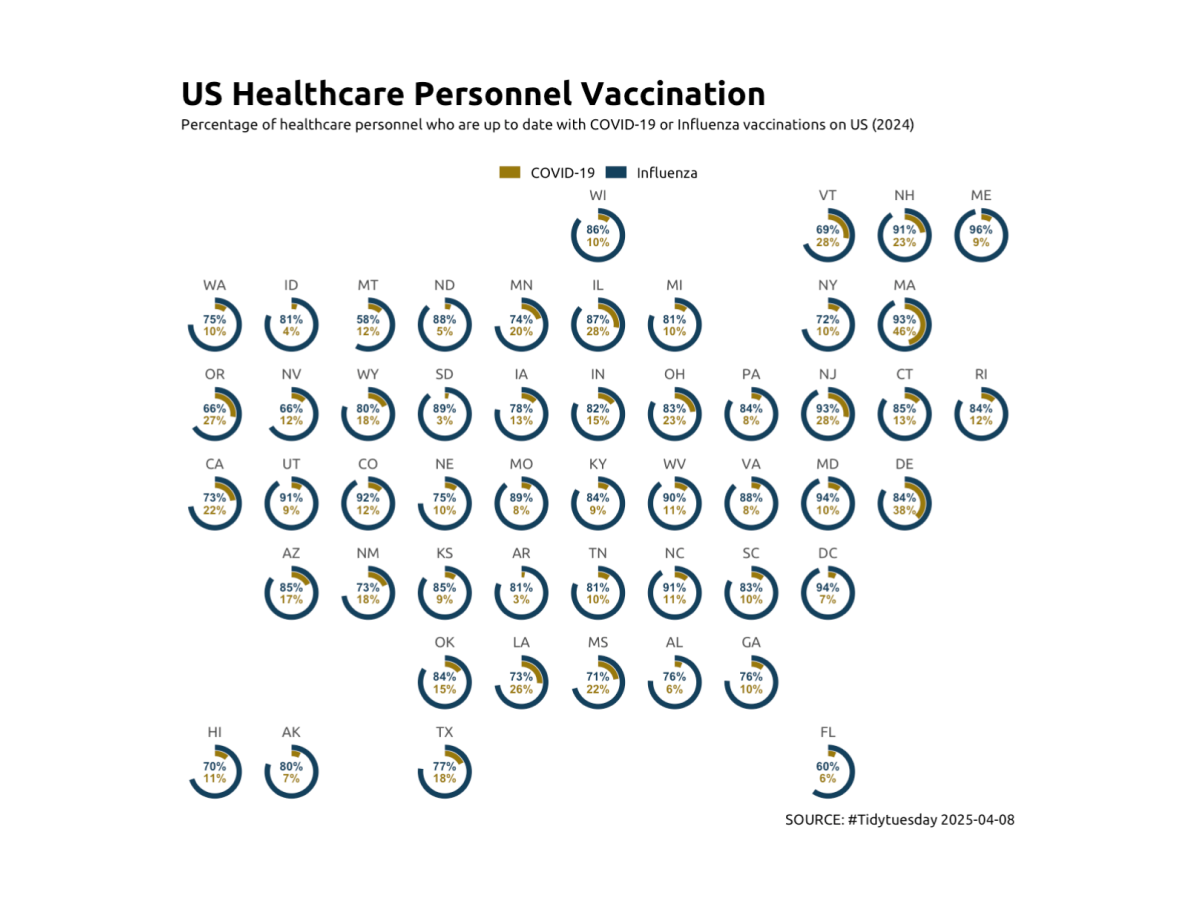 US Healthcare Personnel Vaccination
Percentage of healthcare personnel who are up to date with COVID-19 or Influenza vaccinations on US (2024)
COVID-19 Influenza
WI VT NH ME
86% 69% 91% 96%
10% 28% 23% 9%
WA ID MT ND MN IL MI NY MA
75% 81% 58% 88% 74% 87% 81% 72% 93%
10% 4% 12% 5% 20% 28% 10% 10% 46%
OR NV WY SD IA IN OH PA NJ CT RI
66% 66% 80% 89% 78% 82% 83% 84% 93% 85% 84%
27% 12% 18% 3% 13% 15% 23% 8% 28% 13% 12%
CA UT CO NE MO KY WV VA MD DE
73% 91% 92% 75% 89% 84% 90% 88% 94% 84%
22% 9% 12% 10% 8% 9% 11% 8% 10% 38%
AZ NM KS AR TN NC SC DC
85% 73% 85% 81% 81% 91% 83% 94%
17% 18% 9% 3% 10% 11% 10% 7%
OK LA MS AL GA
84% 73% 71% 76% 76%
15% 26% 22% 6% 10%
HI AK TX FL
70% 80% 77% 60%
11% 7% 18% 6%
SOURCE: #Tidytuesday 2025-04-08